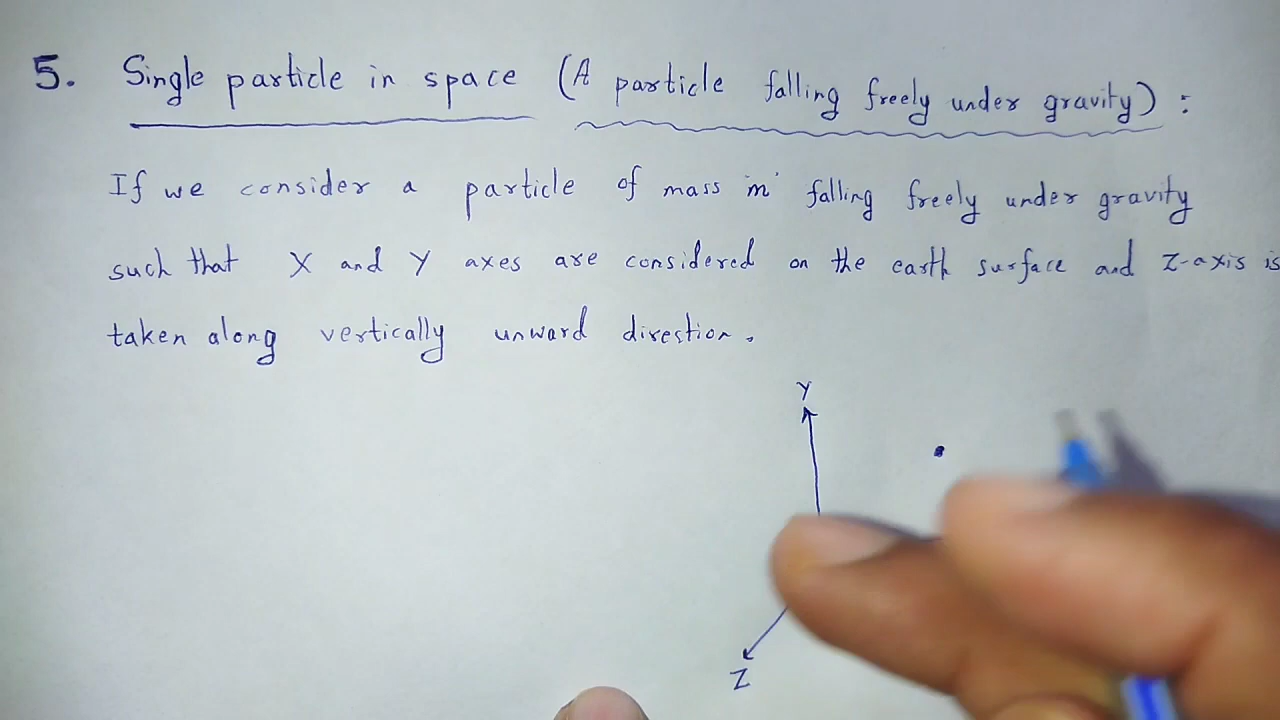 5. Single particle in space (A particle falling freely under gravity) :
If we consider a particle of mass 'm' falling freely under gravity
such that X and Y axes are considered on the earth surface and Z-axis is
taken along vertically unward direction.
Y
Z